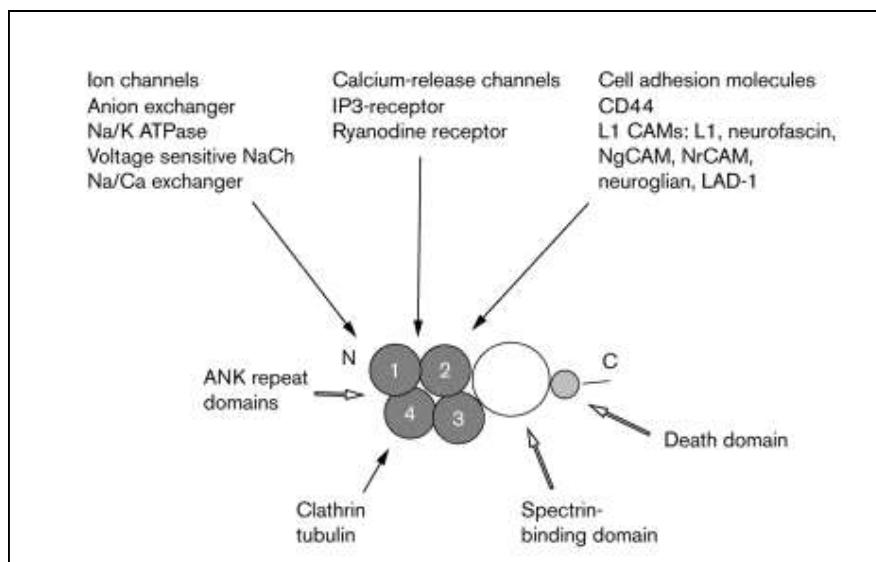 Ion channels
Anion exchanger
Na/K ATPase
Voltage sensitive NaCh
Na/Ca exchanger
Calcium-release channels
IP3-receptor
Ryanodine receptor
Cell adhesion molecules
CD44
L1 CAMs: L1, neurofascin,
NgCAM, NrCAM,
neuroglian, LAD-1
N
1
2
C
ANK repeat
domains
4
3
Death domain
Clathrin
tubulin
Spectrin-
binding domain